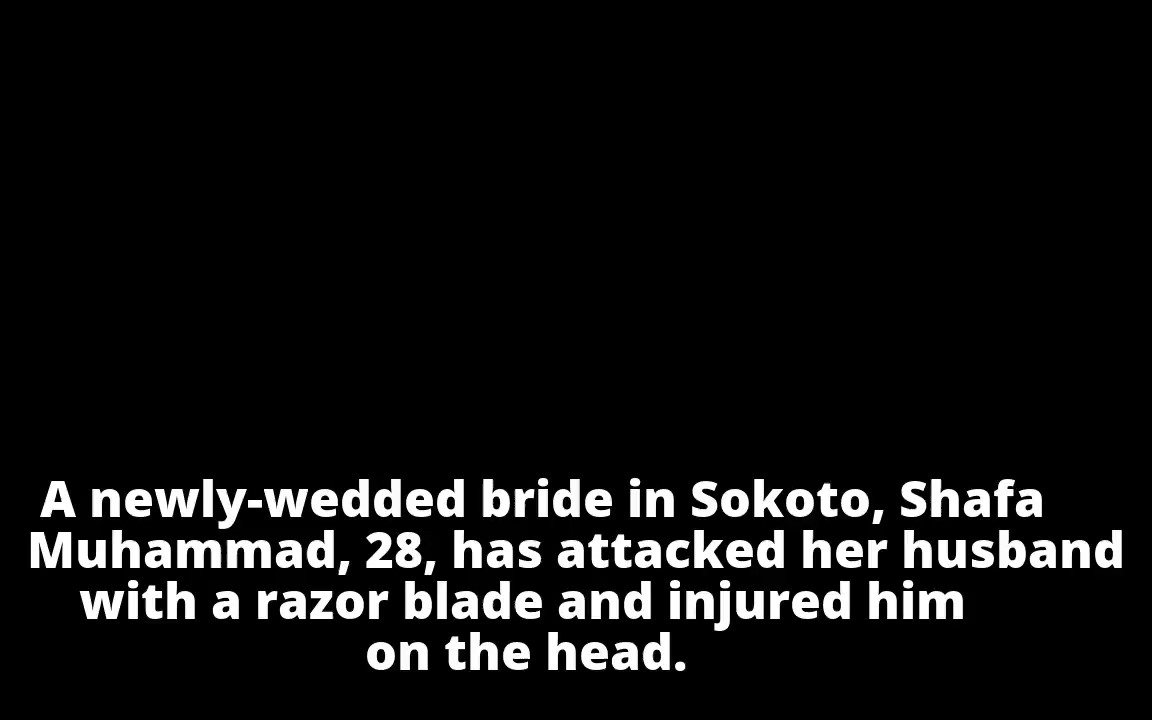 A newly-wedded bride in Sokoto, Shafa
Muhammad, 28, has attacked her husband
with a razor blade and injured him
on the head.